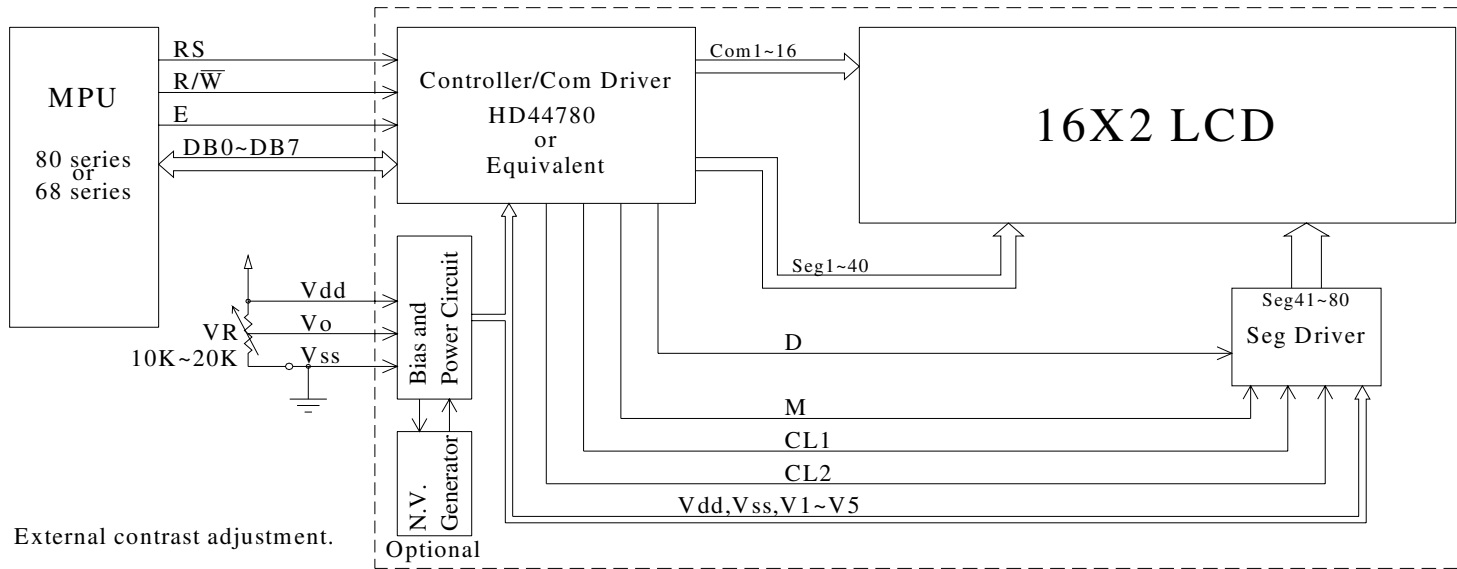 MPU
80 series
or
68 series
RS
R/W̅
E
DB0~DB7
Controller/Com Driver
HD44780
or
Equivalent
Com1~16
16X2 LCD
Seg1~40
Seg41~80
Seg Driver
Vdd
Vo
Vss
VR
10K~20K
Bias and
Power Circuit
N.V.
Generator
Optional
D
M
CL1
CL2
Vdd,Vss,V1~V5
External contrast adjustment.